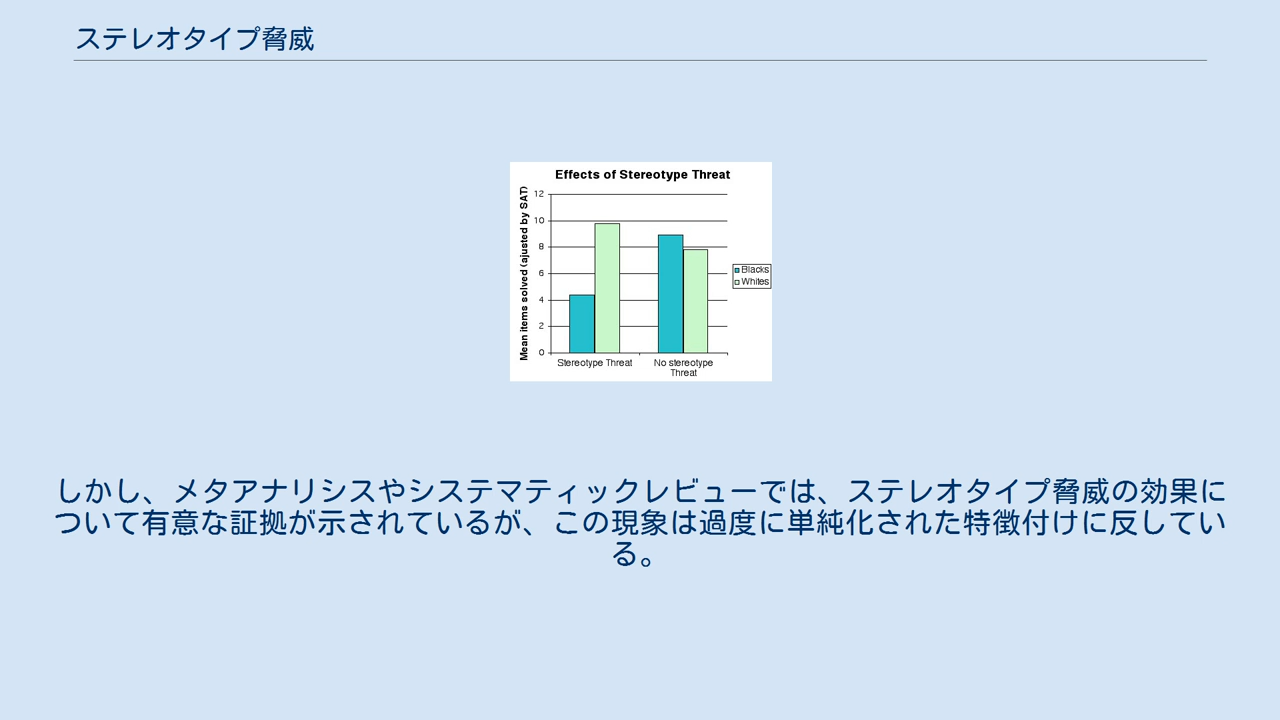 ステレオタイプ脅威
Effects of Stereotype Threat
Mean items solved (ajusted by SAT)
12
10
8
6
4
2
0
Stereotype Threat
No stereotype
Threat
Blacks
Whites
しかし、メタアナリシスやシステマティックレビューでは、ステレオタイプ脅威の効果に
ついて有意な証拠が示されているが、この現象は過度に単純化された特徴付けに反してい
る。